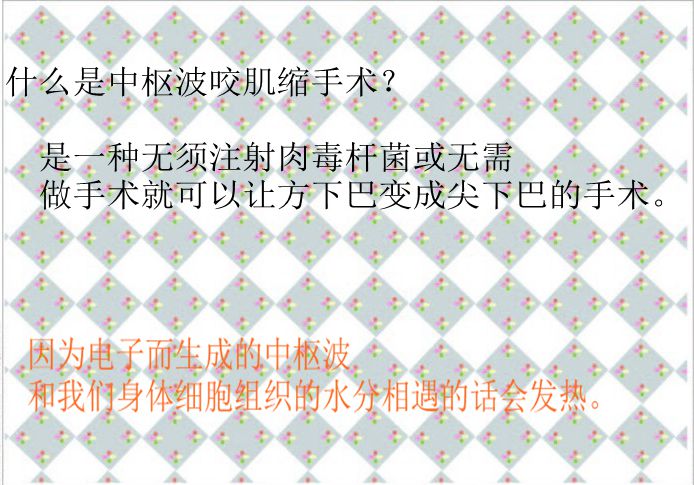 什么是中枢波咬肌缩手术？
是一种无须注射肉毒杆菌或无需
做手术就可以让方下巴变成尖下巴的手术。
因为电子而生成的中枢波
和我们身体细胞组织的水分相遇的话会发热。